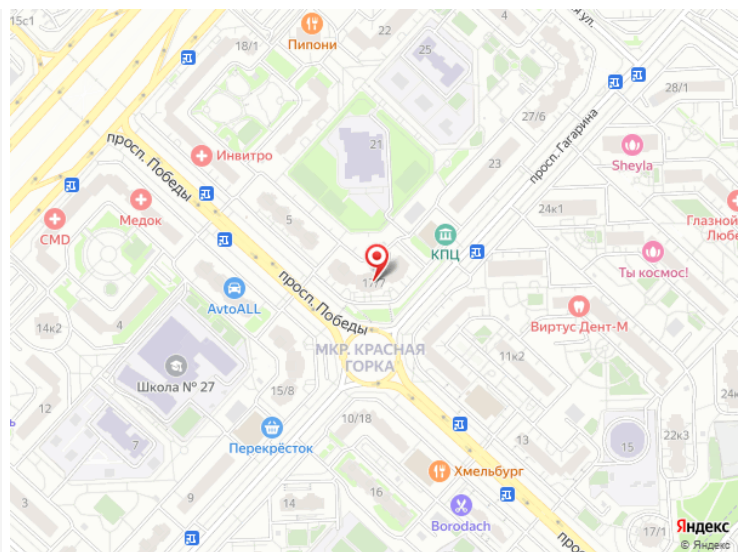 15с1
22
18/1
Пипони
25
28/1
27/6
просп. Гагарина
21
Инвитро
просп. Победы
23
Sheyla
Медок
5
24к1
CMD
КПЦ
Глазной
Любе
Ты космос!
17/7
AvtoALL
просп. Победы
Виртус Дент-М
14к2
4
МКР. КРАСНАЯ
ГОРКА
11к2
Школа № 27
15/8
12
10/18
7
Перекрёсток
13
15
22к3
Хмельбург
16
3
14
9
Borodach
17/1
Яндекс
© Яндекс